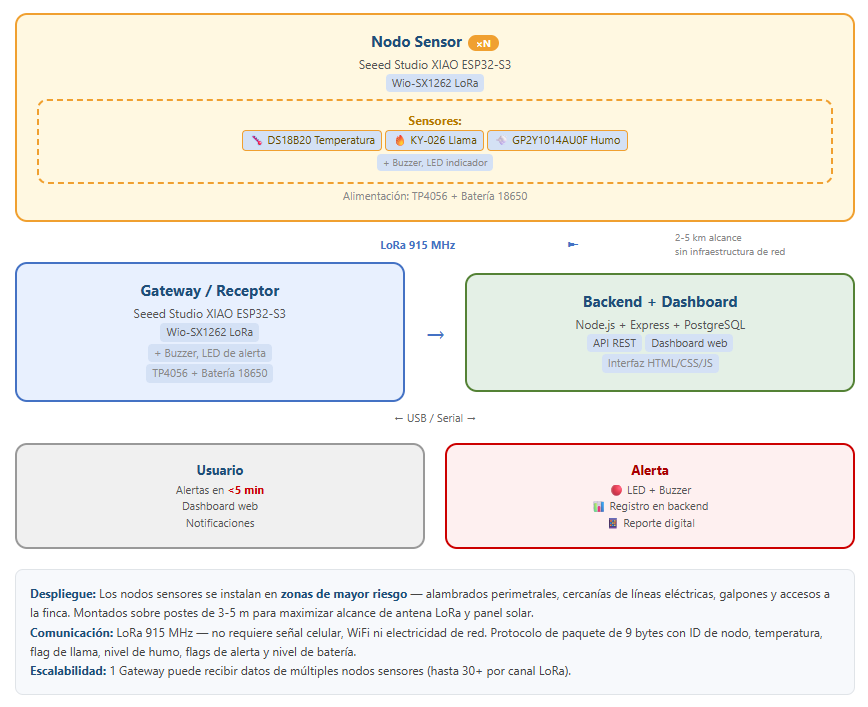 Nodo Sensor xN
Seeed Studio XIAO ESP32-S3
Wio-SX1262 LoRa
Sensores:
DS18B20 Temperatura KY-026 Llama GP2Y1014AU0F Humo
+ Buzzer, LED indicador
Alimentación: TP4056 + Batería 18650
LoRa 915 MHz
2-5 km alcance
sin infraestructura de red
Gateway / Receptor
Seeed Studio XIAO ESP32-S3
Wio-SX1262 LoRa
+ Buzzer, LED de alerta
TP4056 + Batería 18650
→
Backend + Dashboard
Node.js + Express + PostgreSQL
API REST Dashboard web
Interfaz HTML/CSS/JS
← USB / Serial →
Usuario
Alertas en <5 min
Dashboard web
Notificaciones
Alerta
LED + Buzzer
Registro en backend
Reporte digital
Despliegue: Los nodos sensores se instalan en zonas de mayor riesgo — alambrados perimetrales, cercanías de líneas eléctricas, galpones y accesos a
la finca. Montados sobre postes de 3-5 m para maximizar alcance de antena LoRa y panel solar.
Comunicación: LoRa 915 MHz — no requiere señal celular, WiFi ni electricidad de red. Protocolo de paquete de 9 bytes con ID de nodo, temperatura,
flag de llama, nivel de humo, flags de alerta y nivel de batería.
Escalabilidad: 1 Gateway puede recibir datos de múltiples nodos sensores (hasta 30+ por canal LoRa).